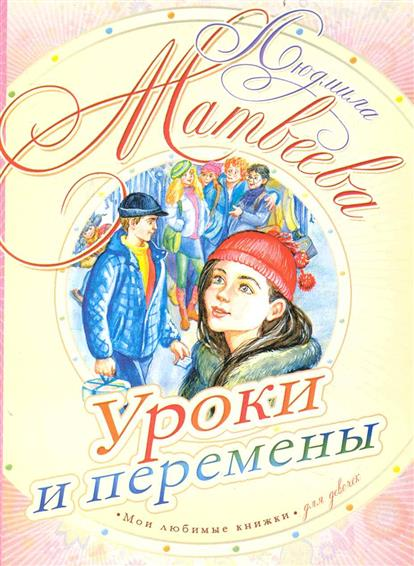 Людмила
Матвеева
Уроки
и перемены
• Мои любимые книжки • для девочек